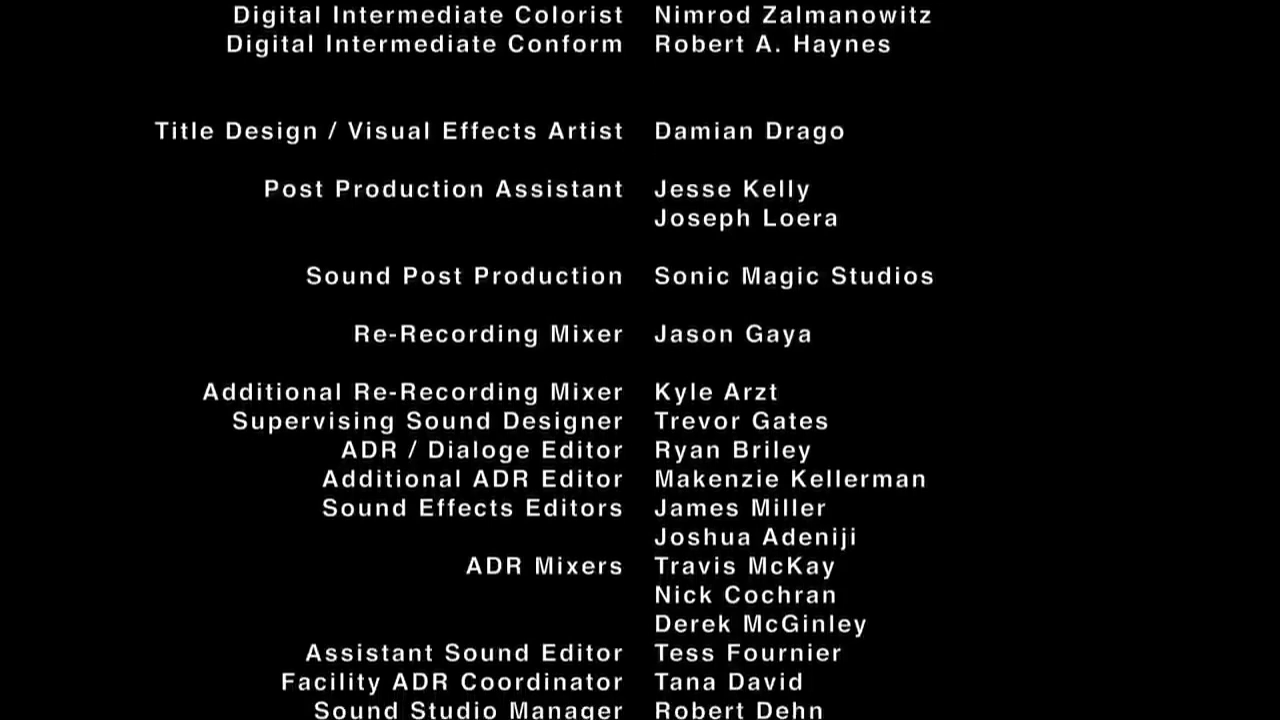 Digital Intermediate Colorist Nimrod Zalmanowitz
Digital Intermediate Conform Robert A. Haynes
Title Design / Visual Effects Artist Damian Drago
Post Production Assistant Jesse Kelly
Joseph Loera
Sound Post Production Sonic Magic Studios
Re-Recording Mixer Jason Gaya
Additional Re-Recording Mixer Kyle Arzt
Supervising Sound Designer Trevor Gates
ADR / Dialoge Editor Ryan Briley
Additional ADR Editor Makenzie Kellerman
Sound Effects Editors James Miller
Joshua Adeniji
ADR Mixers Travis McKay
Nick Cochran
Derek McGinley
Assistant Sound Editor Tess Fournier
Facility ADR Coordinator Tana David
Sound Studio Manager Robert Dehn